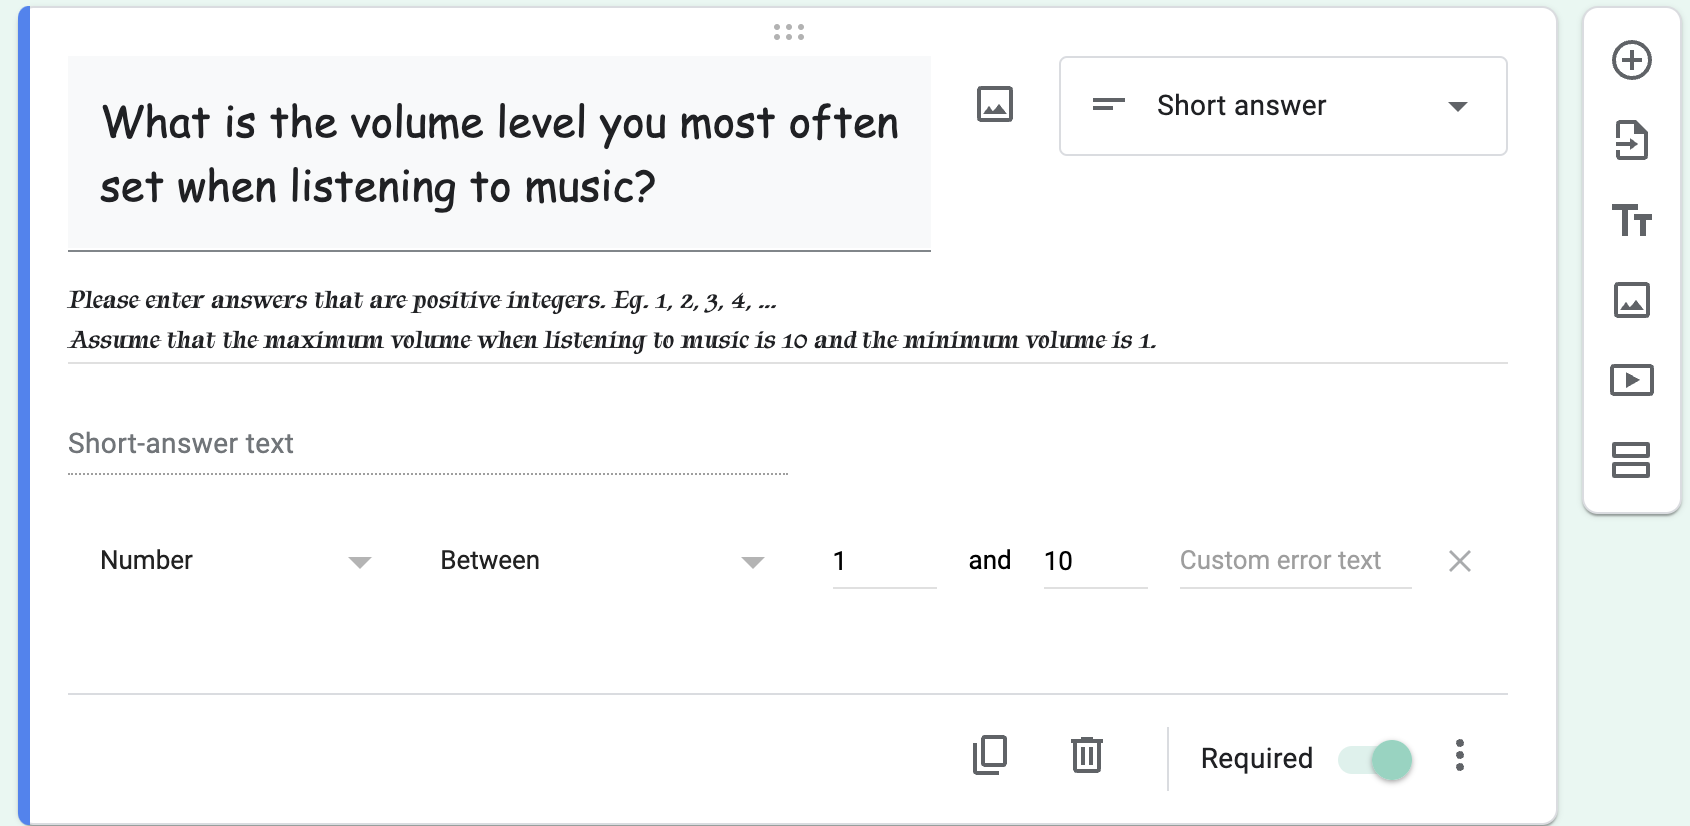 What is the volume level you most often
set when listening to music?
Short answer
Please enter answers that are positive integers. Eg. 1, 2, 3, 4, ...
Assume that the maximum volume when listening to music is 10 and the minimum volume is 1.
Short-answer text
Number Between 1 and 10 Custom error text
Required